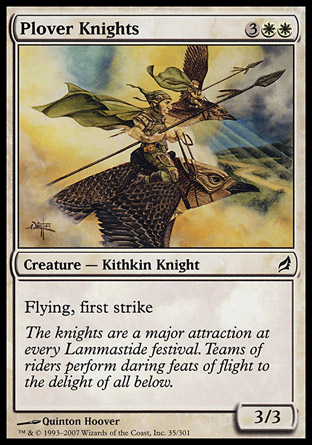 Plover Knights 3
Creature — Kithkin Knight
Flying, first strike
The knights are a major attraction at
every Lammastide festival. Teams of
riders perform daring feats of flight to
the delight of all below.
Quinton Hoover
™ & © 1993–2007 Wizards of the Coast, Inc. 35/301
3/3